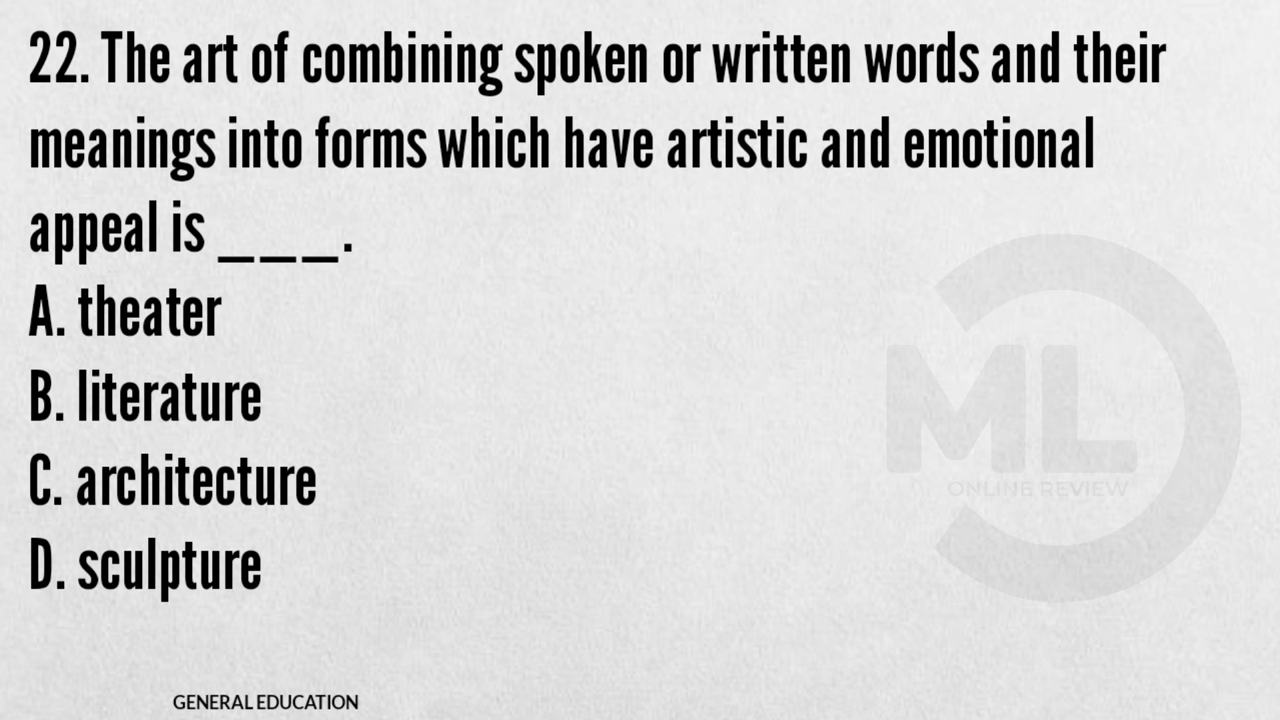 22. The art of combining spoken or written words and their
meanings into forms which have artistic and emotional
appeal is ___.
A. theater
B. literature
C. architecture
D. sculpture
ML
ONLINE REVIEW
GENERAL EDUCATION